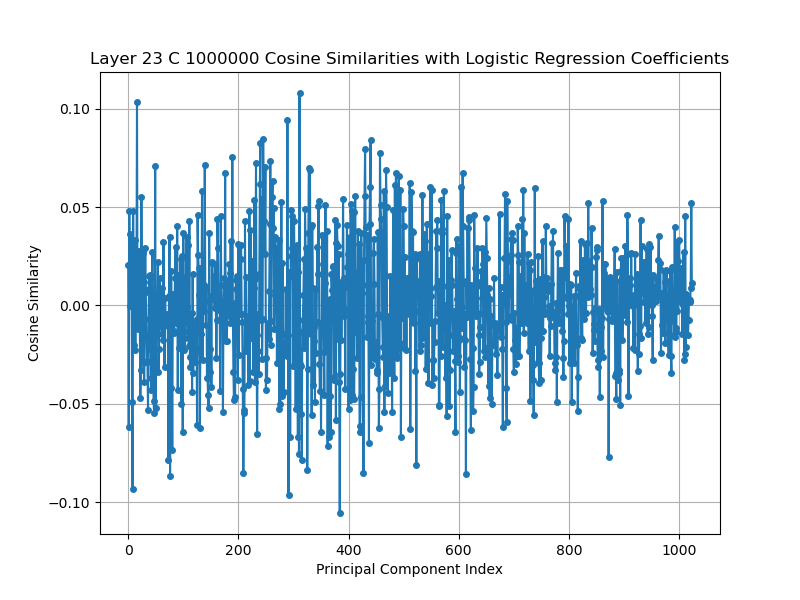 Layer 23 C 1000000 Cosine Similarities with Logistic Regression Coefficients
0.10
0.05
0.00
−0.05
−0.10
Cosine Similarity
0 200 400 600 800 1000
Principal Component Index